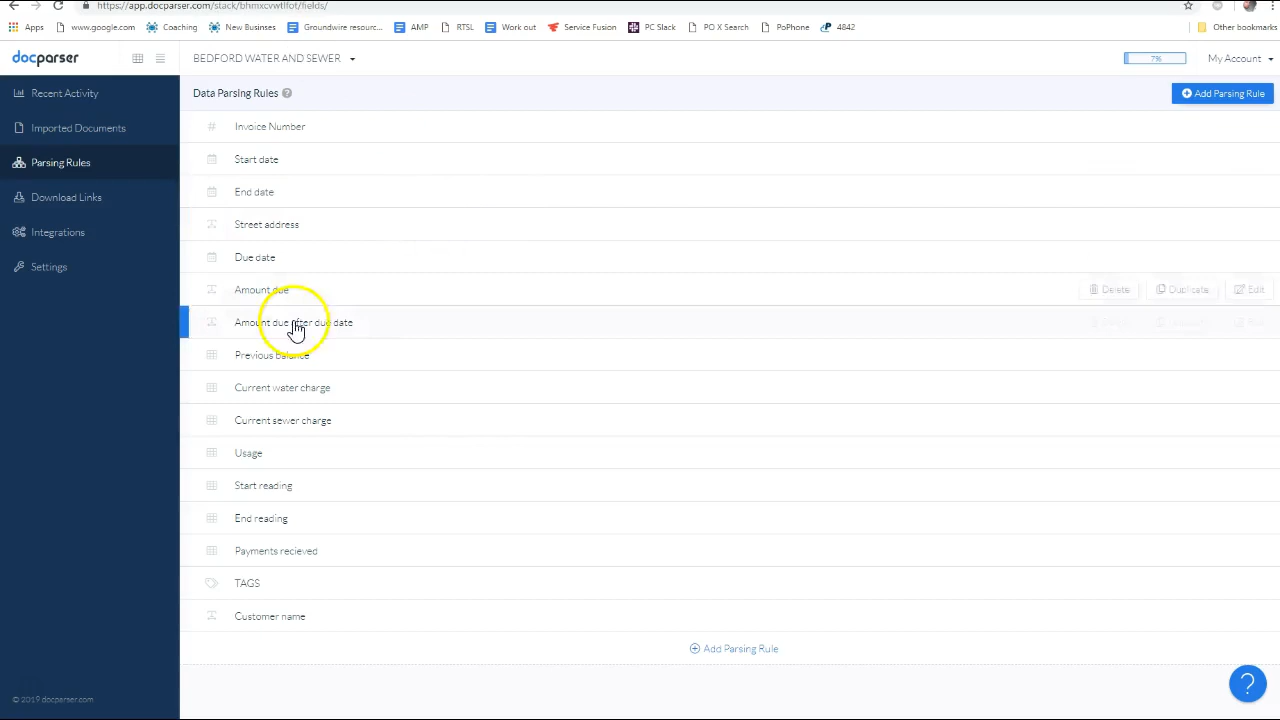 https://app.docparser.com/stack/bhmxcvwtlfot/fields/
Apps www.google.com Coaching New Busines Groundwire resourc... AMP RTSL Work out Service Fusion PC Slack PO X Search PoPhone 4842 Other bookmarks
docparser BEDFORD WATER AND SEWER 7% My Account
Recent Activity
Imported Documents
Parsing Rules
Download Links
Integrations
Settings
© 2019 docparser.com
Data Parsing Rules ? Add Parsing Rule
# Invoice Number
Start date
End date
Street address
Due date
Amount due Delete Duplicate Edit
Amount due after due date
Previous balance
Current water charge
Current sewer charge
Usage
Start reading
End reading
Payments recieved
TAGS
Customer name
Add Parsing Rule
?